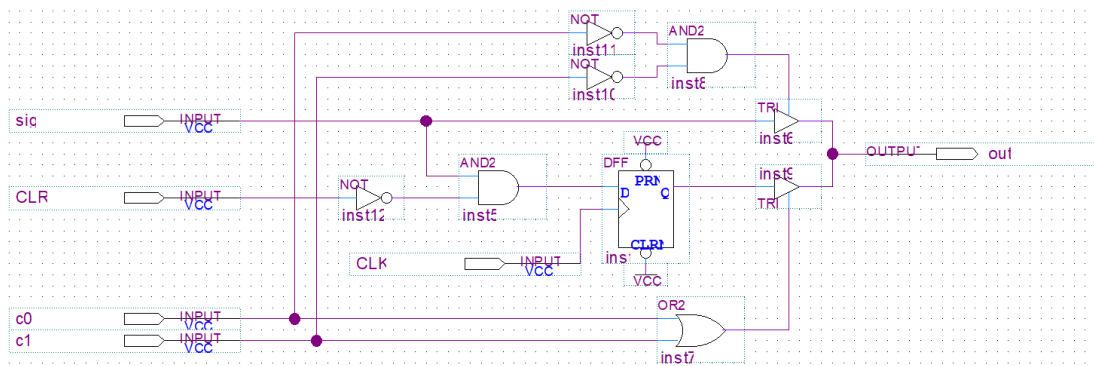 NOT
inst11
AND2
NOT
inst10
inst8
TRI
sig
INPUT
VCC
inst6
VCC
OUTPUT
out
AND2
DFF
inst9
NOT
PRN
D
Q
CLR
INPUT
VCC
TRI
inst12
inst5
CLRN
CLK
INPUT
VCC
ins
VCC
OR2
c0
INPUT
VCC
c1
INPUT
VCC
inst7